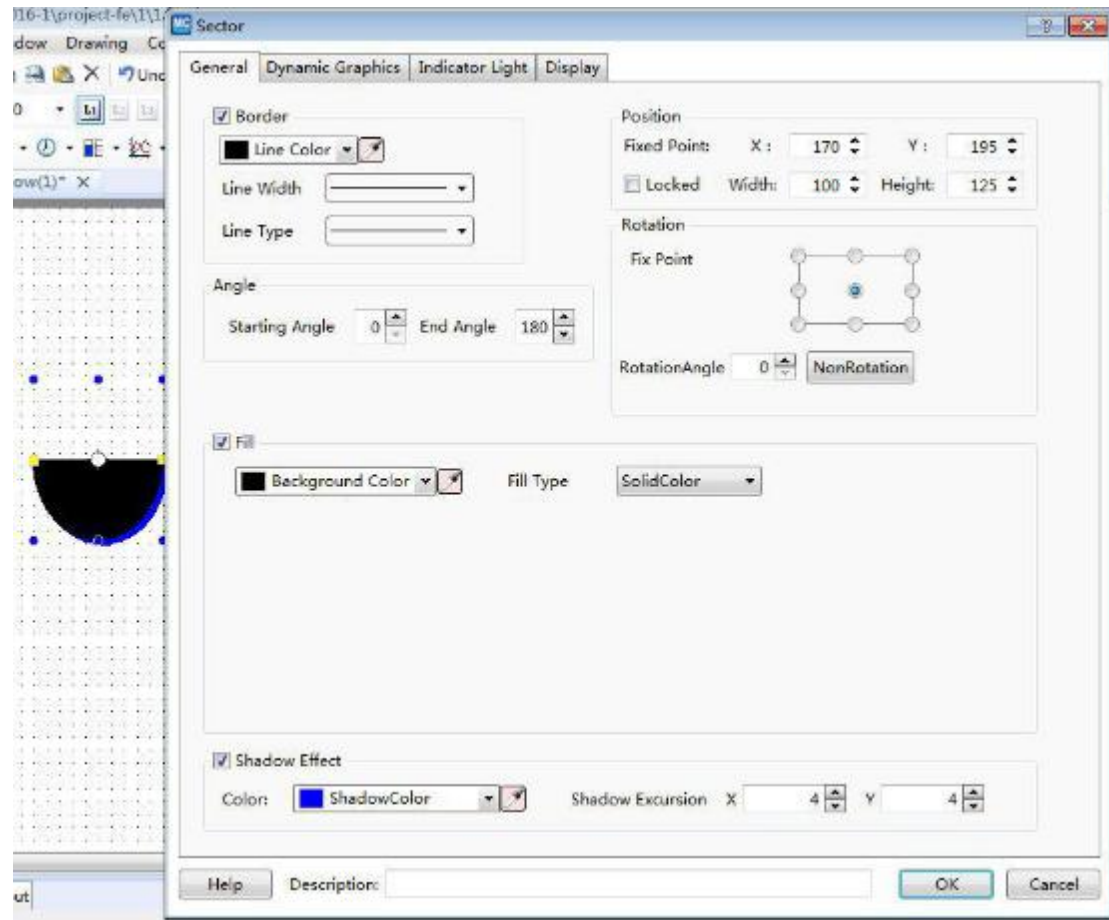 016-1\project-fe\1\1
dow Drawing Co
Undo
0
ow(1)* X
ut
MC Sector
General Dynamic Graphics Indicator Light Display
Border
Line Color
Line Width
Line Type
Angle
Starting Angle 0 End Angle 180
Position
Fixed Point: X : 170 Y : 195
Locked Width: 100 Height: 125
Rotation
Fix Point
RotationAngle 0 NonRotation
Fill
Background Color Fill Type SolidColor
Shadow Effect
Color: ShadowColor Shadow Excursion X 4 Y 4
Help Description: OK Cancel